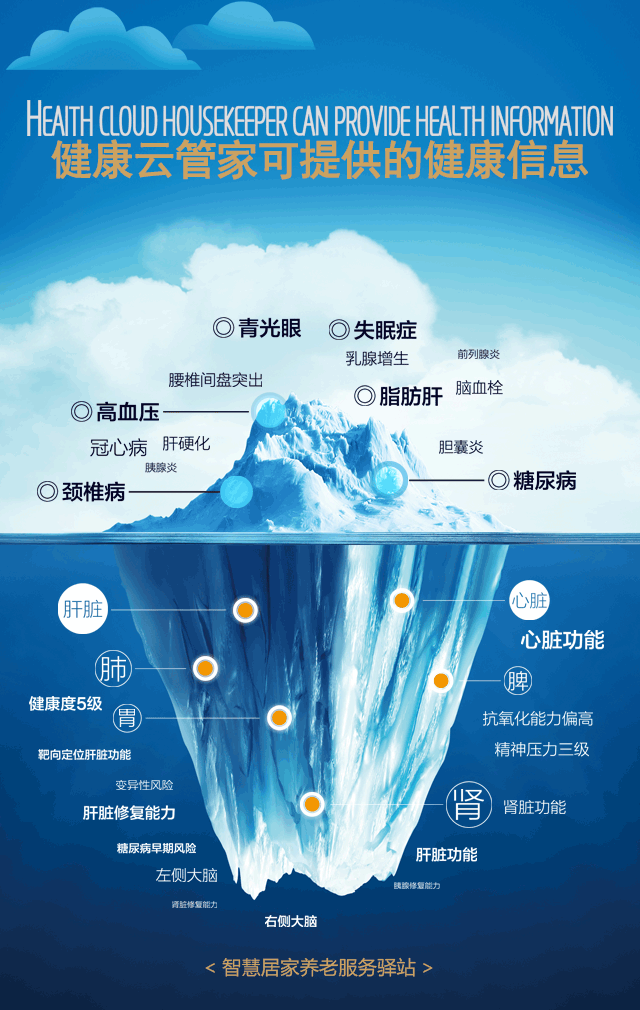 HEAITH CLOUD HOUSEKEEPER CAN PROVIDE HEALTH INFORMATION
健康云管家可提供的健康信息
◎青光眼
◎失眠症
乳腺增生
前列腺炎
腰椎间盘突出
◎脂肪肝
脑血栓
◎高血压
冠心病
肝硬化
胆囊炎
胰腺炎
◎颈椎病
◎糖尿病
肝脏
心脏
心脏功能
肺
脾
健康度5级
胃
抗氧化能力偏高
靶向定位肝脏功能
精神压力三级
变异性风险
肾
肾脏功能
肝脏修复能力
糖尿病早期风险
肝脏功能
左侧大脑
胰腺修复能力
肾脏修复能力
右侧大脑
< 智慧居家养老服务驿站 >